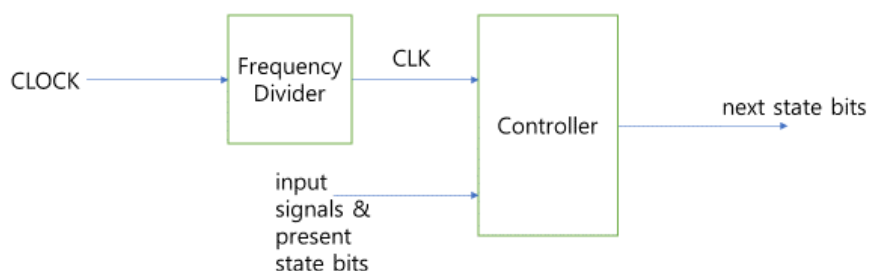 CLOCK
Frequency
Divider
CLK
Controller
next state bits
input
signals &
present
state bits